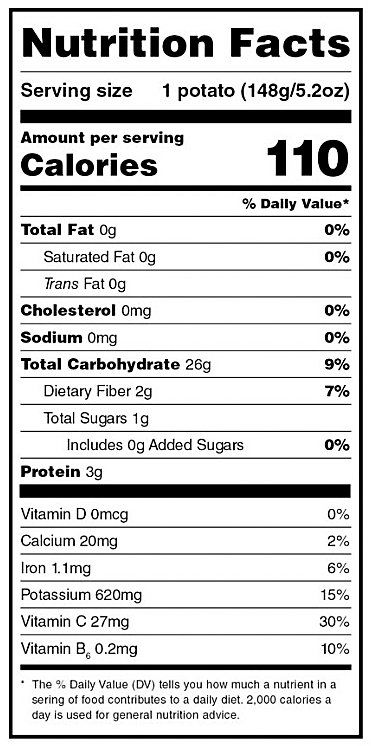 Nutrition Facts
Serving size 1 potato (148g/5.2oz)
Amount per serving
Calories 110
% Daily Value*
Total Fat 0g 0%
Saturated Fat 0g 0%
Trans Fat 0g
Cholesterol 0mg 0%
Sodium 0mg 0%
Total Carbohydrate 26g 9%
Dietary Fiber 2g 7%
Total Sugars 1g
Includes 0g Added Sugars 0%
Protein 3g
Vitamin D 0mcg 0%
Calcium 20mg 2%
Iron 1.1mg 6%
Potassium 620mg 15%
Vitamin C 27mg 30%
Vitamin B6 0.2mg 10%
* The % Daily Value (DV) tells you how much a nutrient in a
sering of food contributes to a daily diet. 2,000 calories a
day is used for general nutrition advice.